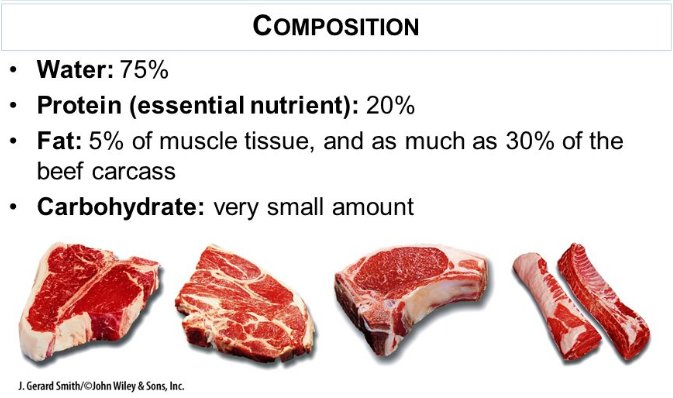 COMPOSITION
• Water: 75%
• Protein (essential nutrient): 20%
• Fat: 5% of muscle tissue, and as much as 30% of the
beef carcass
• Carbohydrate: very small amount
J. Gerard Smith/©John Wiley & Sons, Inc.